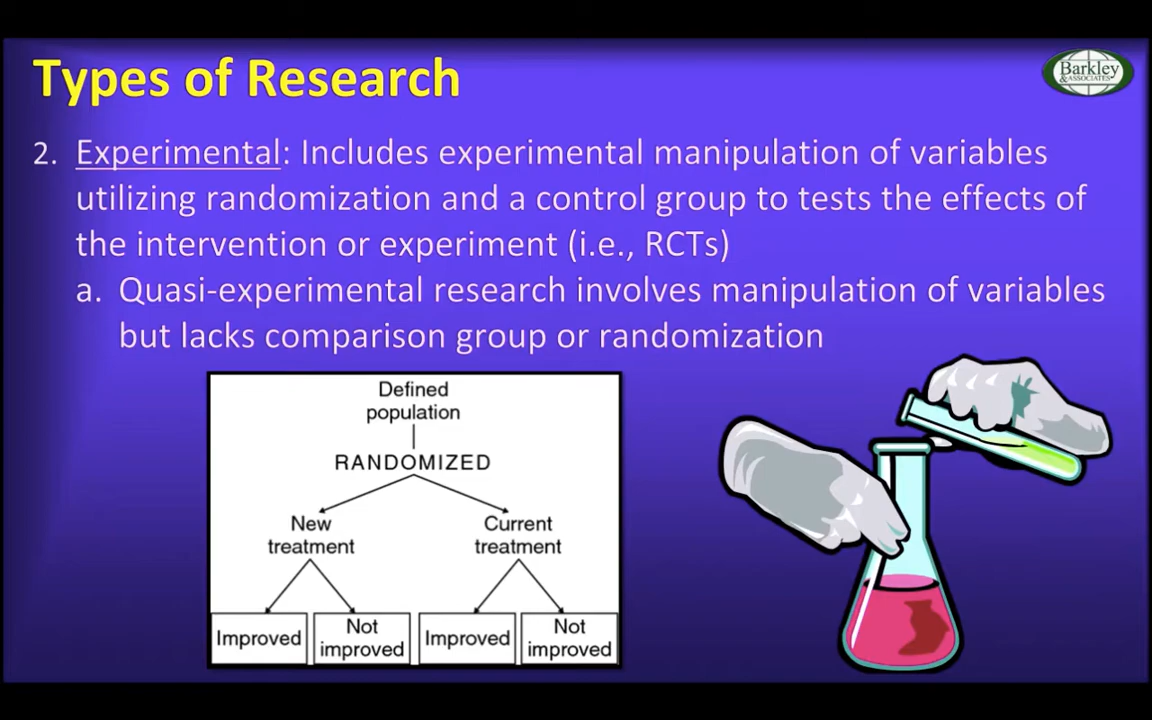 Types of Research
Barkley
& ASSOCIATES
2. Experimental: Includes experimental manipulation of variables
utilizing randomization and a control group to tests the effects of
the intervention or experiment (i.e., RCTs)
a. Quasi-experimental research involves manipulation of variables
but lacks comparison group or randomization
Defined
population
RANDOMIZED
New
treatment
Current
treatment
Improved
Not
improved
Improved
Not
improved